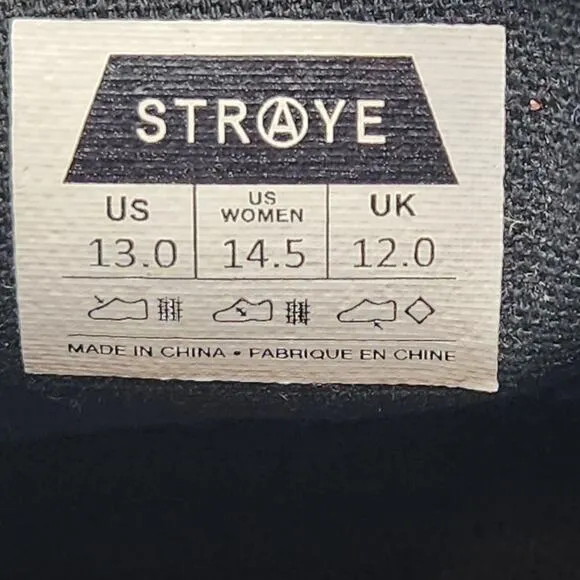 STRAYE
US US WOMEN UK
13.0 14.5 12.0
MADE IN CHINA • FABRIQUE EN CHINE